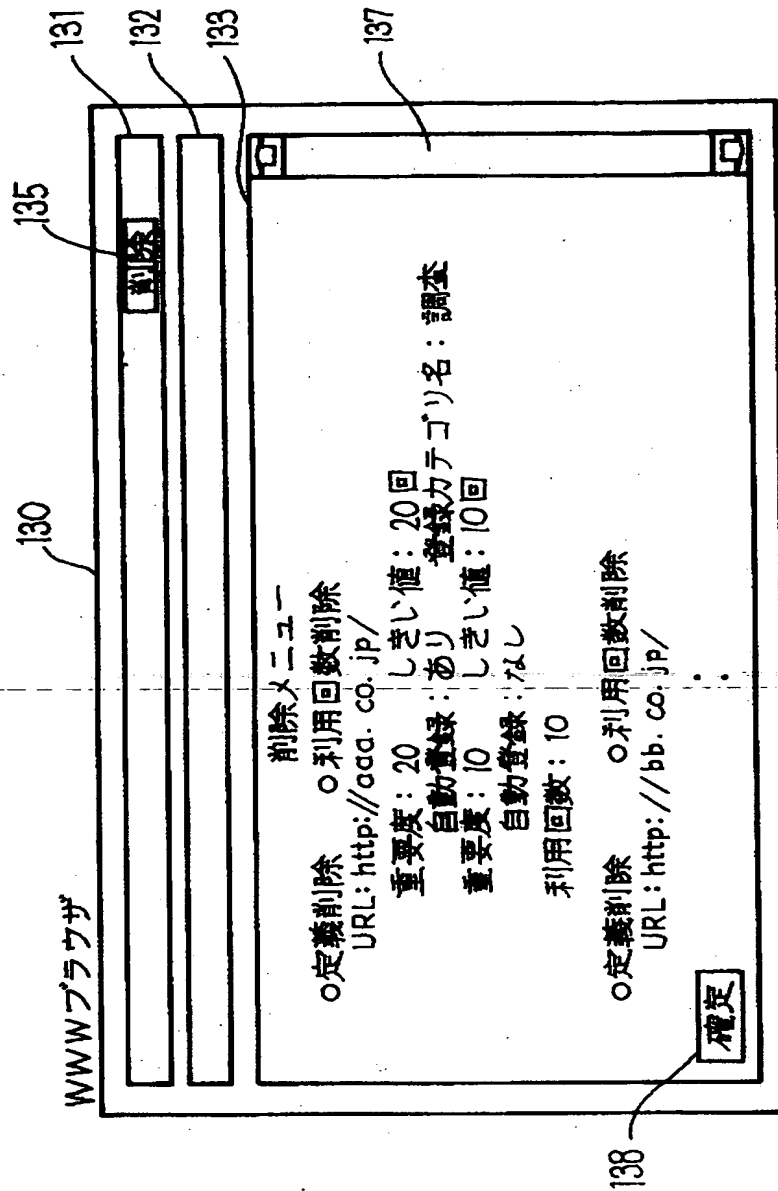 WWWブラウザ
130
135
131
132
133
137
138
削除
削除メニュー
○定義削除 ○利用回数削除
URL: http://aaa.co.jp/
重要度: 20 しきい値: 20回
自動登録: あり 登録カテゴリ名: 調査
重要度: 10 しきい値: 10回
自動登録: なし
利用回数: 10
○定義削除 ○利用回数削除
URL: http://bb.co.jp/
:
確定